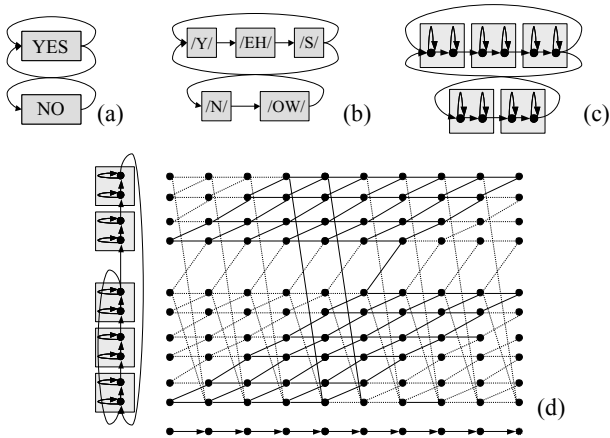 YES
NO
(a)
/Y/ /EH/ /S/
/N/ /OW/
(b)
(c)
(d)